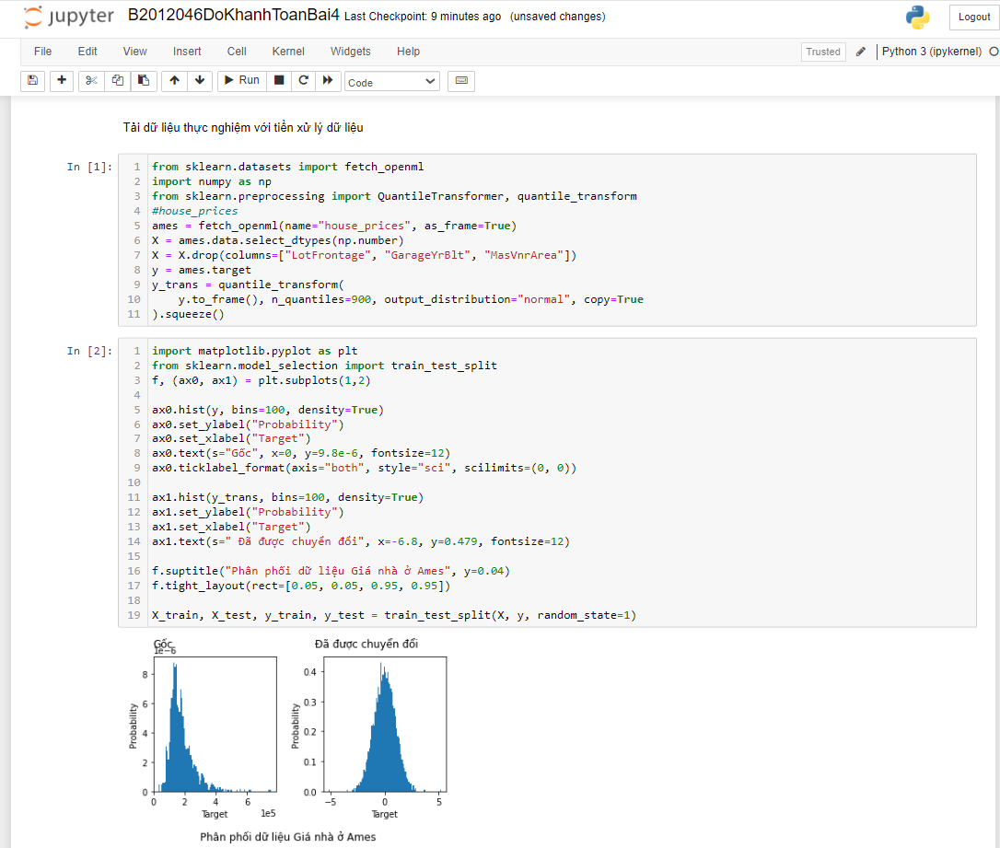 jupyter B2012046DoKhanhToanBai4 Last Checkpoint: 9 minutes ago (unsaved changes)
Logout
File Edit View Insert Cell Kernel Widgets Help
Trusted Python 3 (ipykernel)
Run Code
Tải dữ liệu thực nghiệm với tiền xử lý dữ liệu
In [1]:
1 from sklearn.datasets import fetch_openml
2 import numpy as np
3 from sklearn.preprocessing import QuantileTransformer, quantile_transform
4 #house_prices
5 ames = fetch_openml(name="house_prices", as_frame=True)
6 X = ames.data.select_dtypes(np.number)
7 X = X.drop(columns=["LotFrontage", "GarageYrBlt", "MasVnrArea"])
8 y = ames.target
9 y_trans = quantile_transform(
10     y.to_frame(), n_quantiles=900, output_distribution="normal", copy=True
11 ).squeeze()
In [2]:
1 import matplotlib.pyplot as plt
2 from sklearn.model_selection import train_test_split
3 f, (ax0, ax1) = plt.subplots(1,2)
4
5 ax0.hist(y, bins=100, density=True)
6 ax0.set_ylabel("Probability")
7 ax0.set_xlabel("Target")
8 ax0.text(s="Gốc", x=0, y=9.8e-6, fontsize=12)
9 ax0.ticklabel_format(axis="both", style="sci", scilimits=(0, 0))
10
11 ax1.hist(y_trans, bins=100, density=True)
12 ax1.set_ylabel("Probability")
13 ax1.set_xlabel("Target")
14 ax1.text(s=" Đã được chuyển đổi", x=-6.8, y=0.479, fontsize=12)
15
16 f.suptitle("Phân phối dữ liệu Giá nhà ở Ames", y=0.04)
17 f.tight_layout(rect=[0.05, 0.05, 0.95, 0.95])
18
19 X_train, X_test, y_train, y_test = train_test_split(X, y, random_state=1)
Gốc
1e−6
8
6
4
2
0
Probability
0 2 4 6
Target
1e5
Đã được chuyển đổi
0.4
0.3
0.2
0.1
0.0
Probability
−5 0 5
Target
Phân phối dữ liệu Giá nhà ở Ames